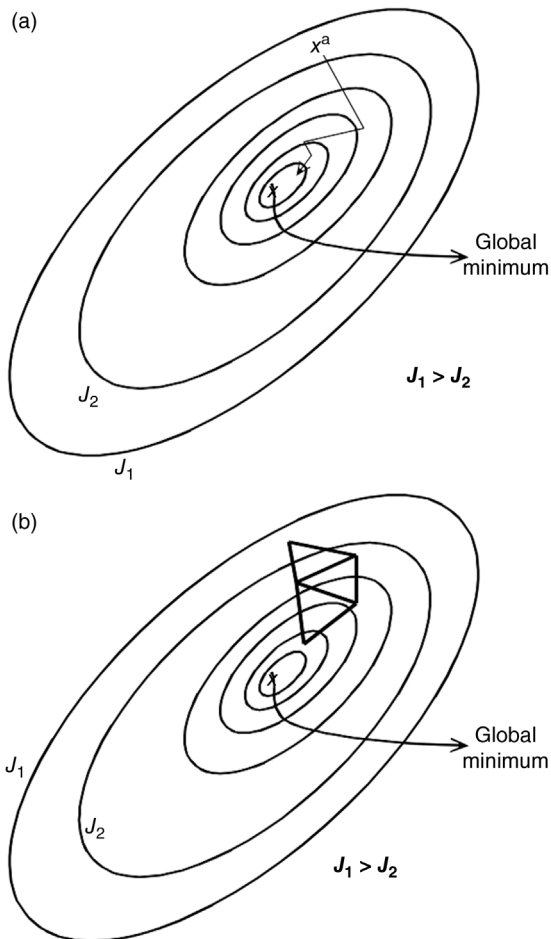 (a)
xᵃ
x
Global
minimum
J₁ > J₂
J₂
J₁
(b)
x
Global
minimum
J₁
J₂
J₁ > J₂